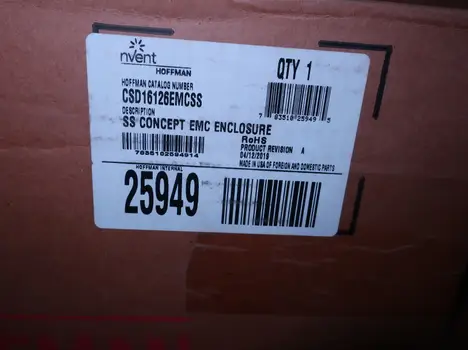 nVent
HOFFMAN
QTY 1
HOFFMAN CATALOG NUMBER
CSD16126EMCSS
DESCRIPTION
SS CONCEPT EMC ENCLOSURE
RoHS
PRODUCT REVISION A
04/12/2019
MADE IN USA OF FOREIGN AND DOMESTIC PARTS
HOFFMAN INTERNAL
25949